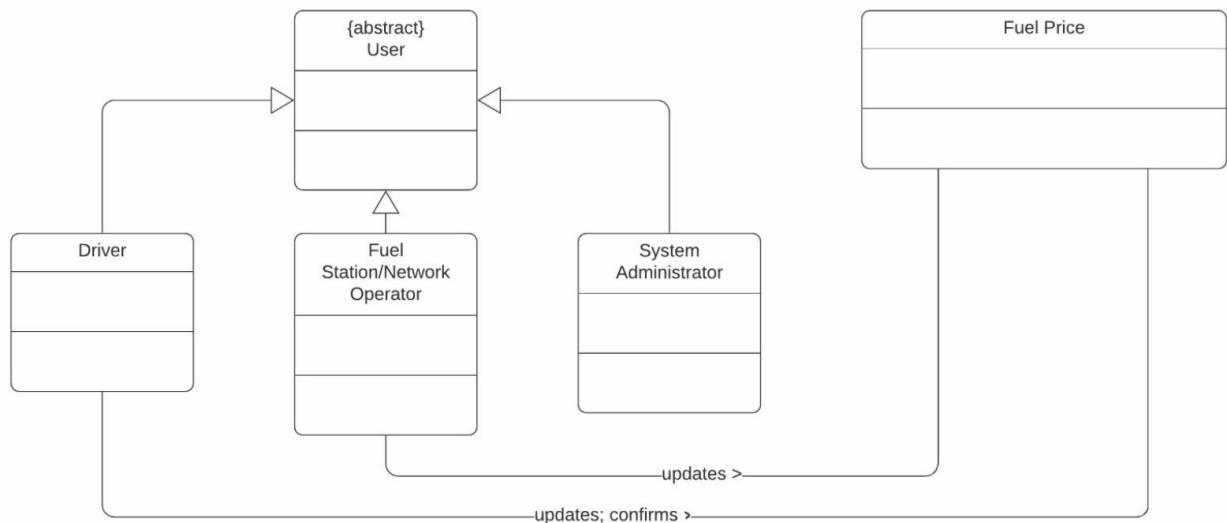 {abstract}
User
Fuel Price
Driver
Fuel
Station/Network
Operator
System
Administrator
updates >
updates; confirms >